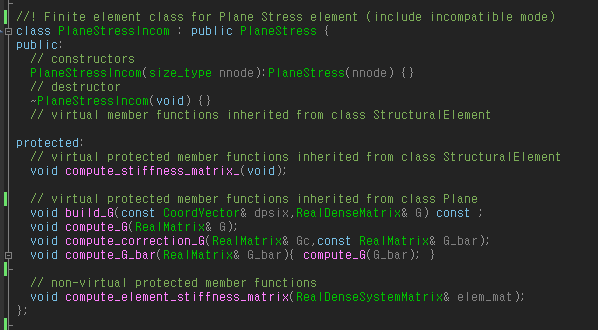 //! Finite element class for Plane Stress element (include incompatible mode)
class PlaneStressIncom : public PlaneStress {
public:
// constructors
PlaneStressIncom(size_type nnode):PlaneStress(nnode) {}
// destructor
~PlaneStressIncom(void) {}
// virtual member functions inherited from class StructuralElement
protected:
// virtual protected member functions inherited from class StructuralElement
void compute_stiffness_matrix_(void);
// virtual protected member functions inherited from class Plane
void build_G(const CoordVector& dpsix,RealDenseMatrix& G) const ;
void compute_G(RealMatrix& G);
void compute_correction_G(RealMatrix& Gc,const RealMatrix& G_bar);
void compute_G_bar(RealMatrix& G_bar){ compute_G(G_bar); }
// non-virtual protected member functions
void compute_element_stiffness_matrix(RealDenseSystemMatrix& elem_mat);
};